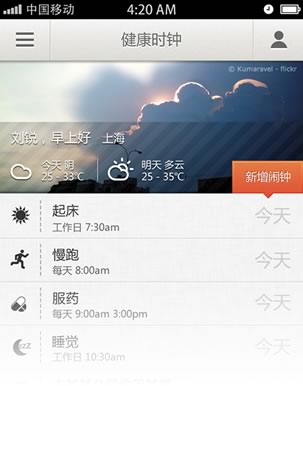 中国移动 4:20 AM
健康时钟
© Kumaravel - flickr
刘锐，早上好 上海
今天 阴
25 - 33℃
明天 多云
25 - 35℃
新增闹钟
起床
工作日 7:30am
今天
慢跑
每天 8:00am
今天
服药
每天 9:00am 3:00pm
今天
睡觉
工作日 10:30am
今天